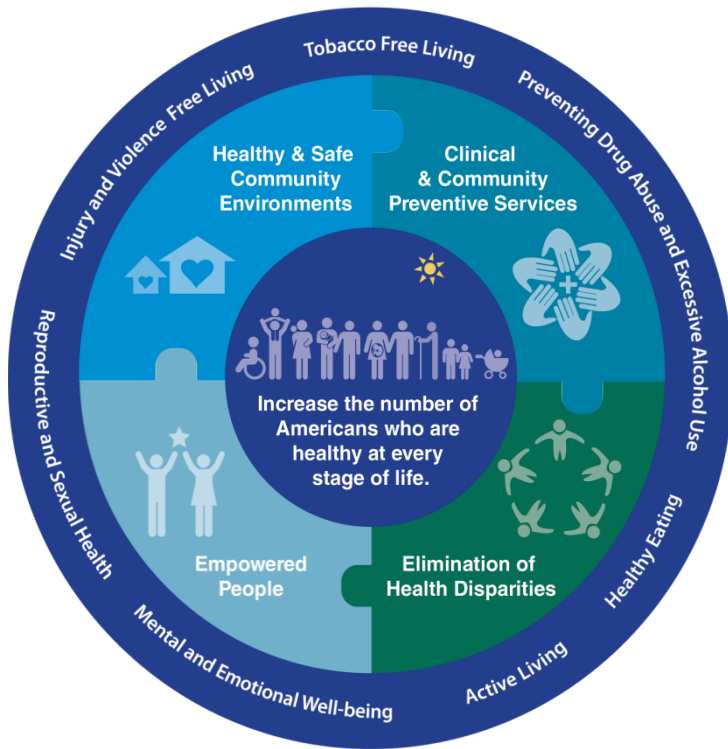 Tobacco Free Living
Preventing Drug Abuse and Excessive Alcohol Use
Healthy Eating
Active Living
Mental and Emotional Well-being
Reproductive and Sexual Health
Injury and Violence Free Living
Healthy & Safe
Community
Environments
Clinical
& Community
Preventive Services
Increase the number of
Americans who are
healthy at every
stage of life.
Empowered
People
Elimination of
Health Disparities